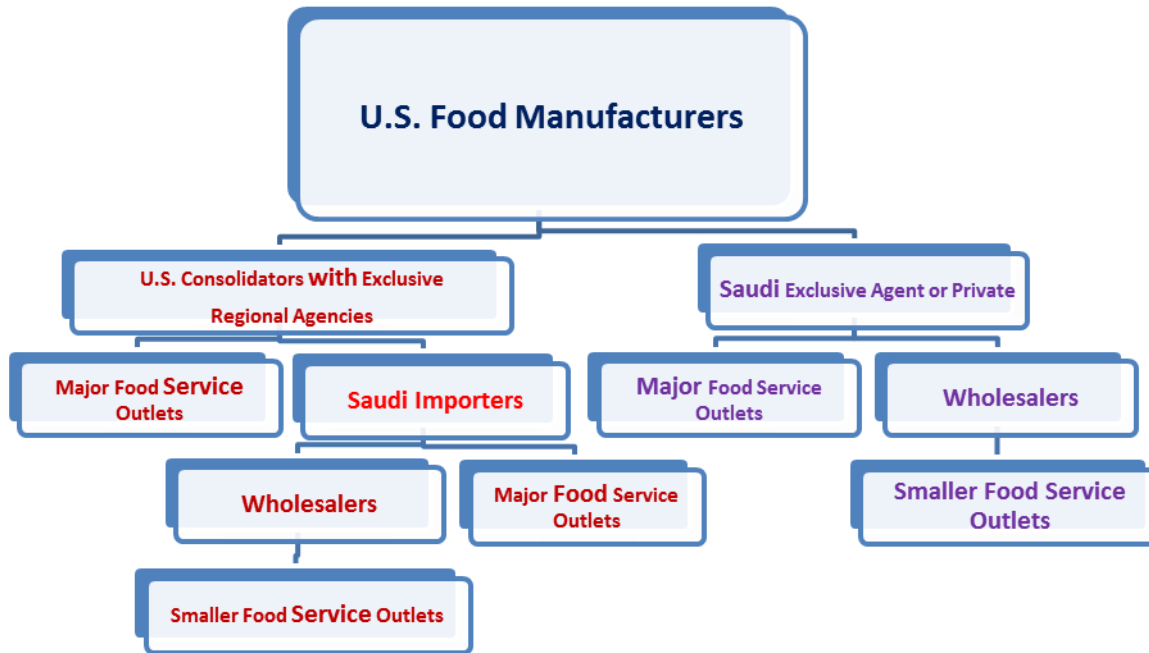 U.S. Food Manufacturers
U.S. Consolidators with Exclusive
Regional Agencies
Saudi Exclusive Agent or Private
Major Food Service
Outlets
Saudi Importers
Major Food Service
Outlets
Wholesalers
Wholesalers
Major Food Service
Outlets
Smaller Food Service
Outlets
Smaller Food Service Outlets